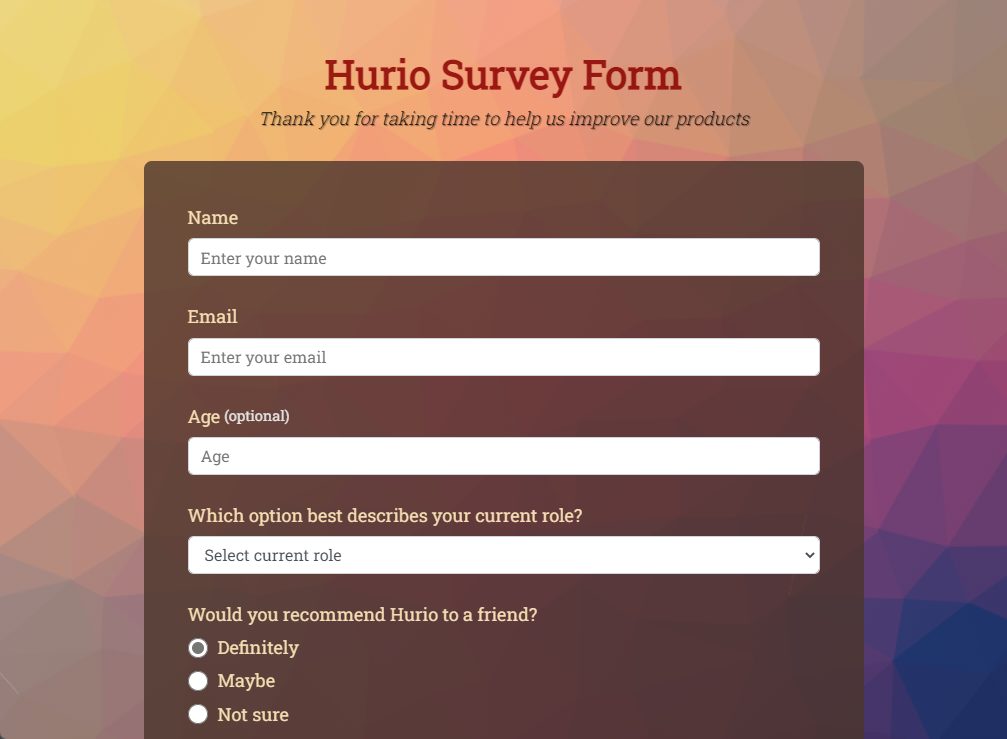 Hurio Survey Form
Thank you for taking time to help us improve our products
Name
Enter your name
Email
Enter your email
Age (optional)
Age
Which option best describes your current role?
Select current role
Would you recommend Hurio to a friend?
Definitely
Maybe
Not sure